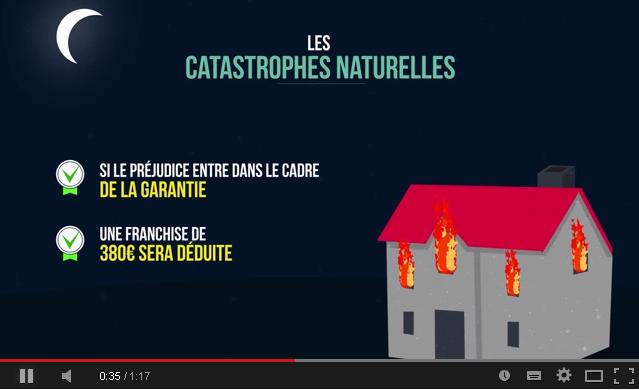 LES
CATASTROPHES NATURELLES
SI LE PRÉJUDICE ENTRE DANS LE CADRE
DE LA GARANTIE
UNE FRANCHISE DE
380€ SERA DÉDUITE
0:35 / 1:17